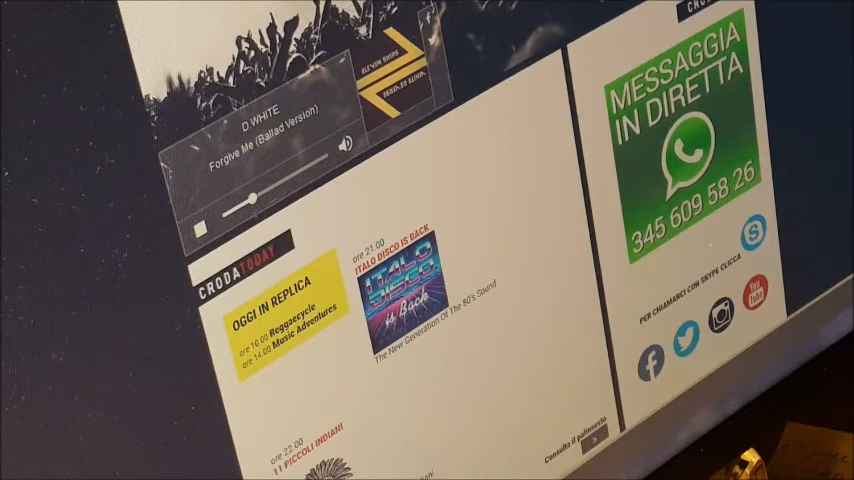 ELEVEN SHIPS
D.WHITE
Forgive Me (Ballad Version)
CRODATODAY
OGGI IN REPLICA
ore 10.00 Reggaecycle
ore 14.00 Music Adventures
ore 21.00
ITALO DISCO IS BACK
ITALO
DISCO
is Back
The New Generation Of The 80's Sound
ore 22.00
11 PICCOLI INDIANI
Consulta il palinsesto
>
MESSAGGIA
IN DIRETTA
345 609 58 26
PER CHIAMARCI CON SKYPE CLICCA
You
Tube